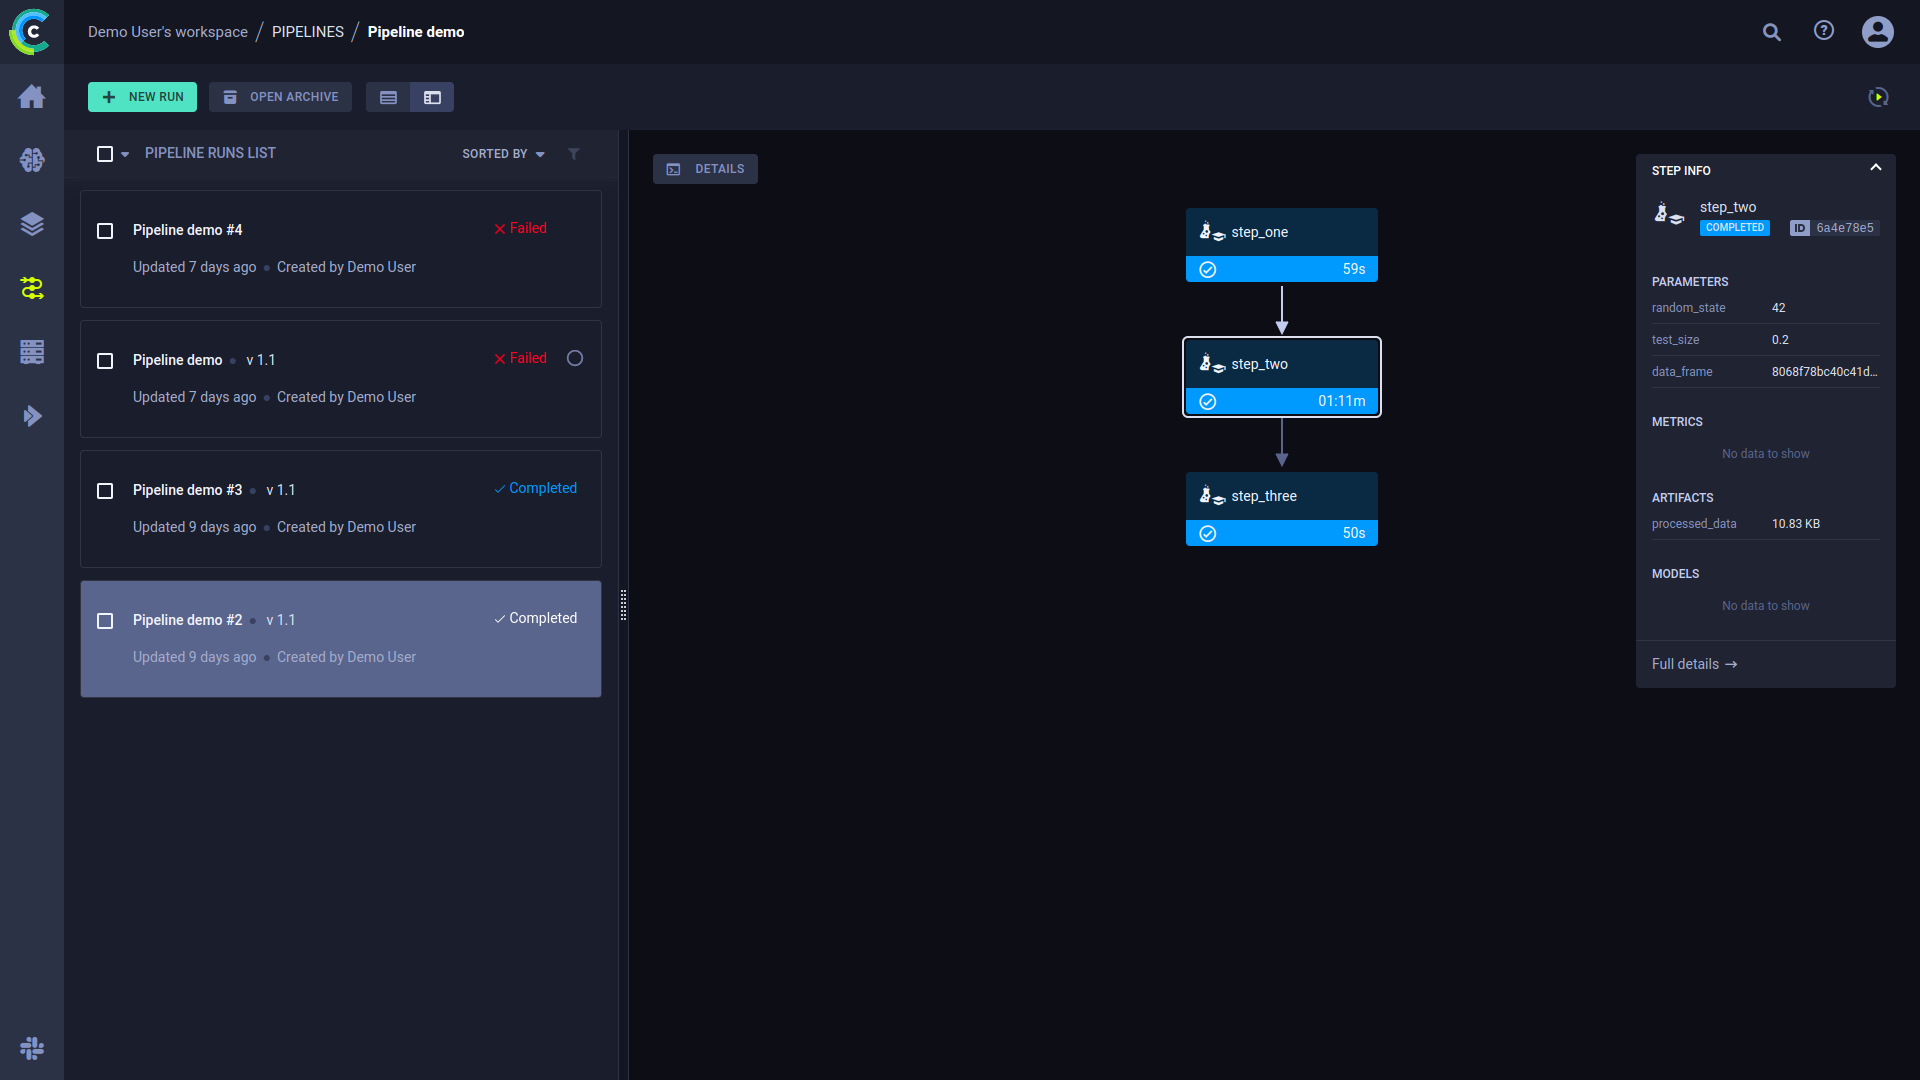 Demo User's workspace / PIPELINES / Pipeline demo
NEW RUN
OPEN ARCHIVE
PIPELINE RUNS LIST
SORTED BY
Pipeline demo #4
Failed
Updated 7 days ago • Created by Demo User
Pipeline demo • v 1.1
Failed
Updated 7 days ago • Created by Demo User
Pipeline demo #3 • v 1.1
Completed
Updated 9 days ago • Created by Demo User
Pipeline demo #2 • v 1.1
Completed
Updated 9 days ago • Created by Demo User
DETAILS
step_one
59s
step_two
01:11m
step_three
50s
STEP INFO
step_two
COMPLETED
ID 6a4e78e5
PARAMETERS
random_state 42
test_size 0.2
data_frame 8068f78bc40c41d...
METRICS
No data to show
ARTIFACTS
processed_data 10.83 KB
MODELS
No data to show
Full details →